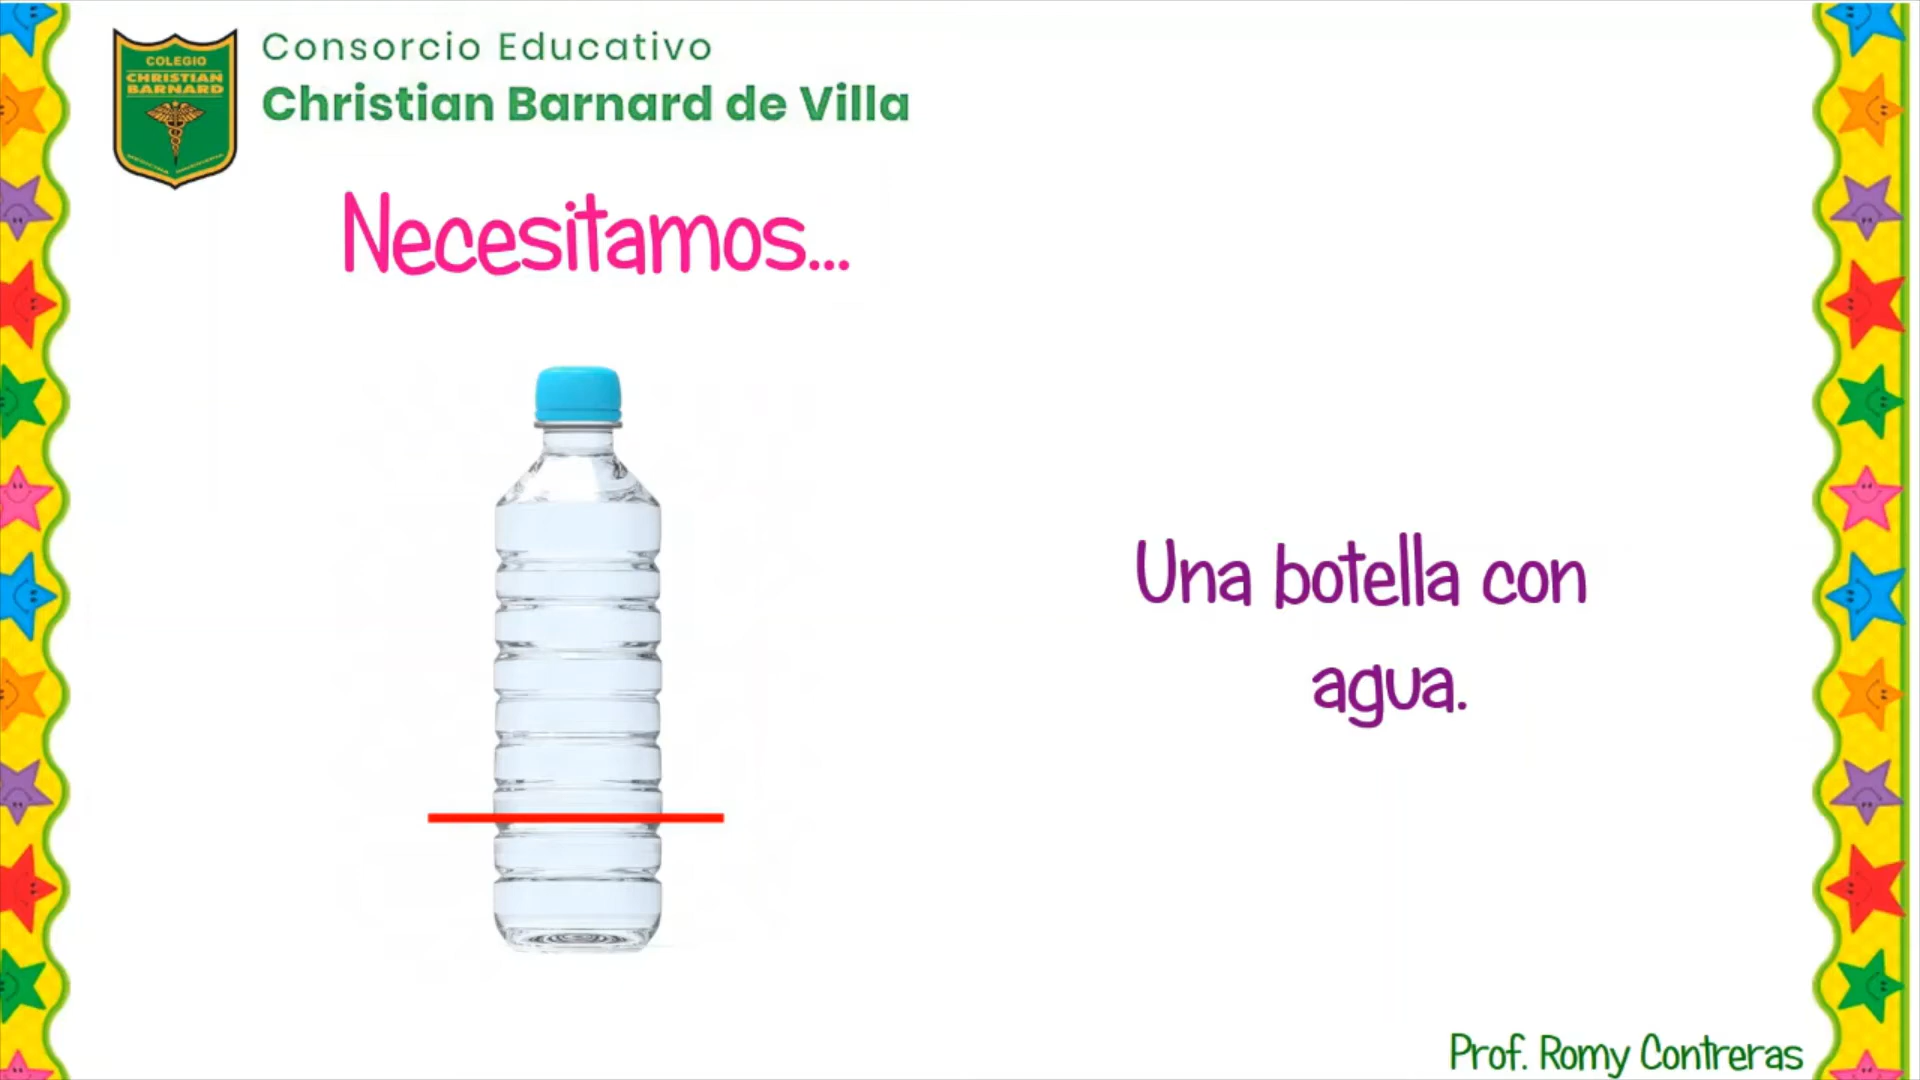 COLEGIO
CHRISTIAN
BARNARD
Consorcio Educativo
Christian Barnard de Villa
Necesitamos...
Una botella con
agua.
Prof. Romy Contreras